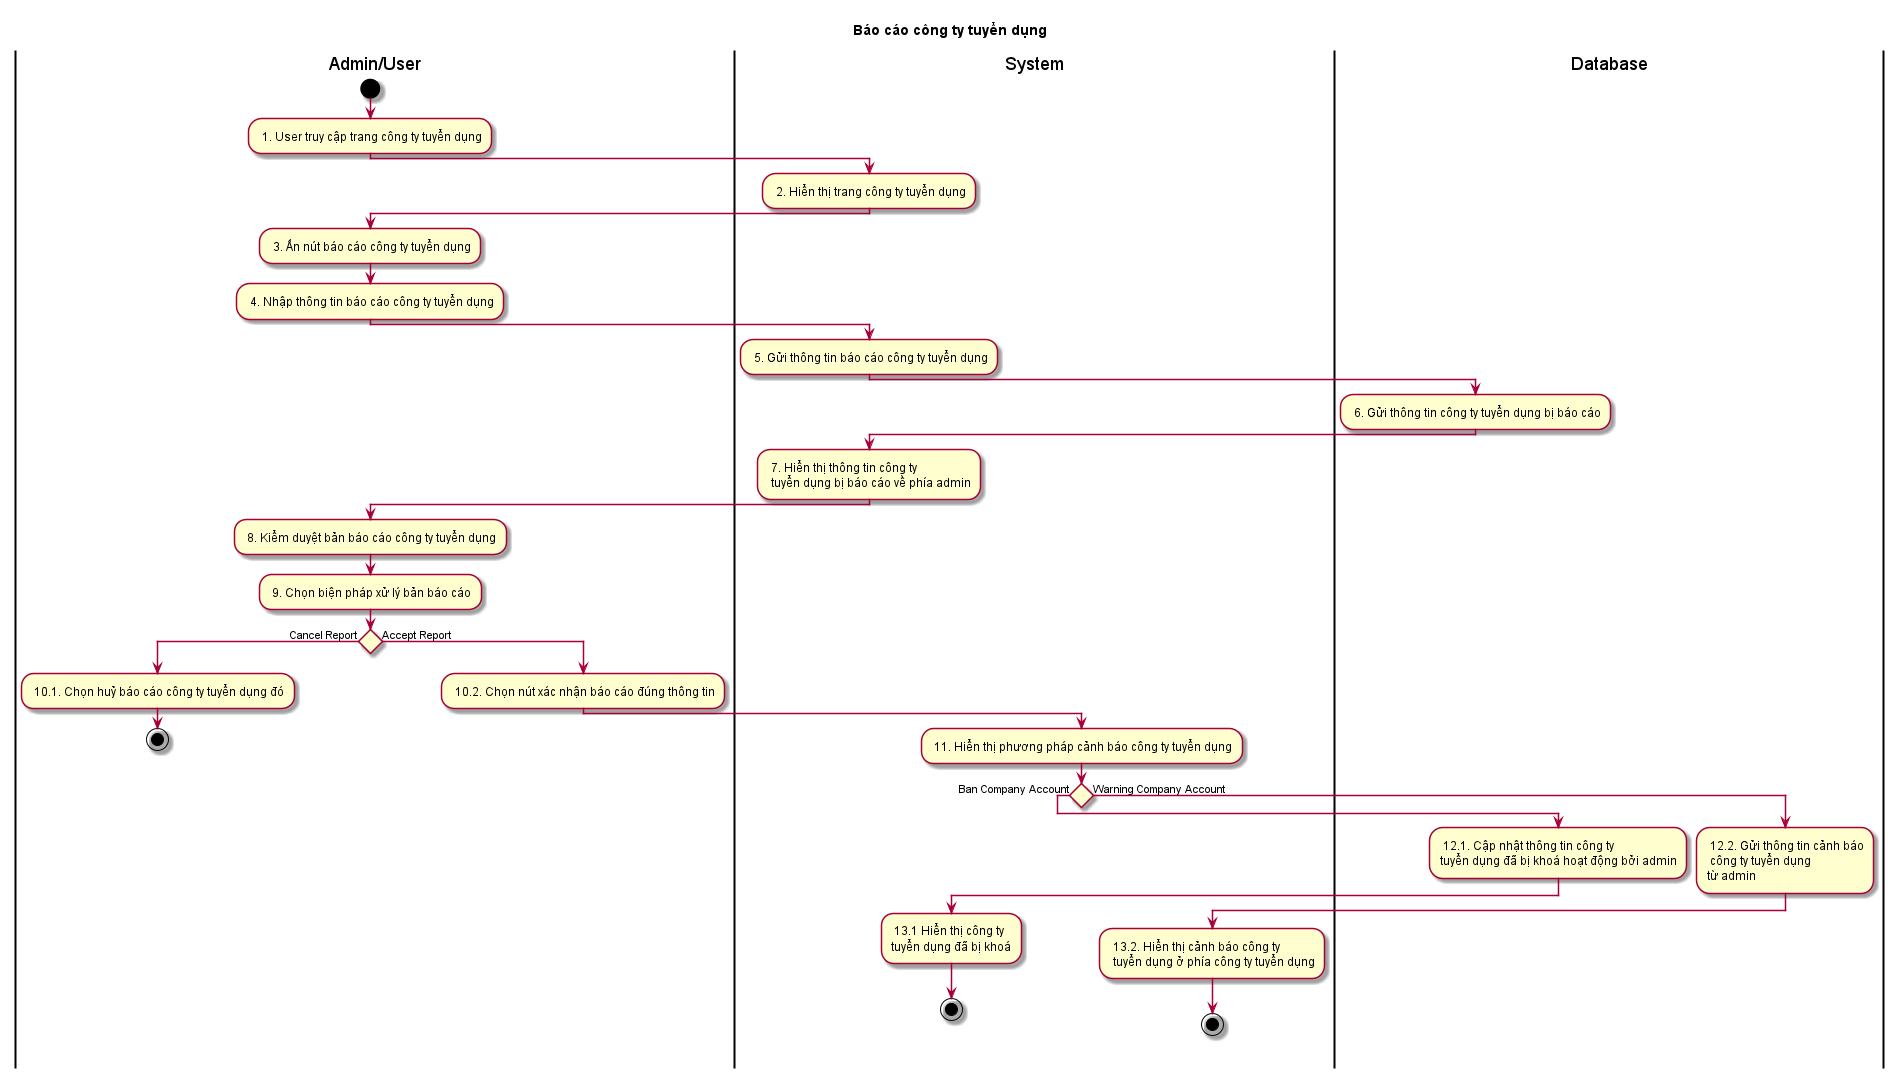 Báo cáo công ty tuyển dụng
Admin/User
System
Database
1. User truy cập trang công ty tuyển dụng
2. Hiển thị trang công ty tuyển dụng
3. Ấn nút báo cáo công ty tuyển dụng
4. Nhập thông tin báo cáo công ty tuyển dụng
5. Gửi thông tin báo cáo công ty tuyển dụng
6. Gửi thông tin công ty tuyển dụng bị báo cáo
7. Hiển thị thông tin công ty
tuyển dụng bị báo cáo về phía admin
8. Kiểm duyệt bản báo cáo công ty tuyển dụng
9. Chọn biện pháp xử lý bản báo cáo
Cancel Report
Accept Report
10.1. Chọn huỷ báo cáo công ty tuyển dụng đó
10.2. Chọn nút xác nhận báo cáo đúng thông tin
11. Hiển thị phương pháp cảnh báo công ty tuyển dụng
Ban Company Account
Warning Company Account
12.1. Cập nhật thông tin công ty
tuyển dụng đã bị khoá hoạt động bởi admin
12.2. Gửi thông tin cảnh báo
công ty tuyển dụng
từ admin
13.1 Hiển thị công ty
tuyển dụng đã bị khoá
13.2. Hiển thị cảnh báo công ty
tuyển dụng ở phía công ty tuyển dụng